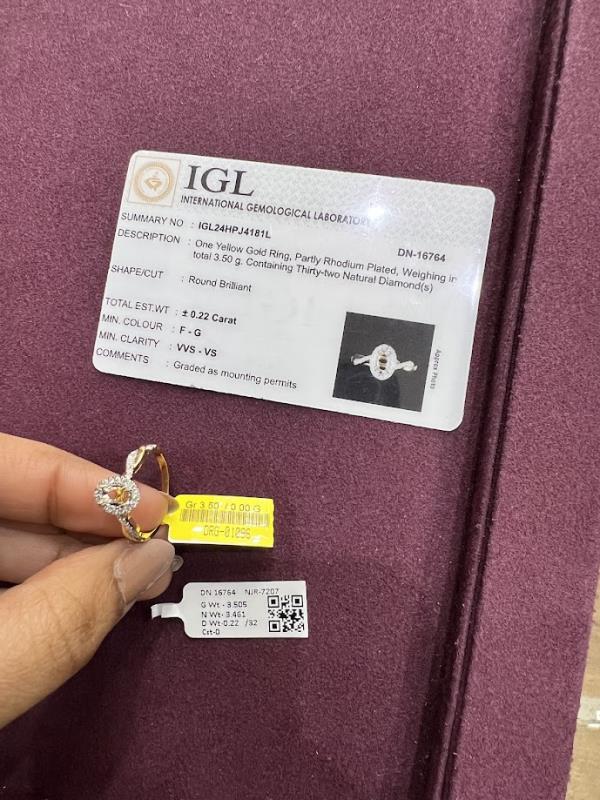 IGL
INTERNATIONAL GEMOLOGICAL LABORATORY
DN-16764
SUMMARY NO : IGL24HPJ4181L
DESCRIPTION : One Yellow Gold Ring, Partly Rhodium Plated, Weighing in
total 3.50 g, Containing Thirty-two Natural Diamond(s)
SHAPE/CUT : Round Brilliant
TOTAL EST.WT : ± 0.22 Carat
MIN. COLOUR : F - G
MIN. CLARITY : VVS - VS
COMMENTS : Graded as mounting permits
Approx Photo
Gr 3.50 / 0.00 G
DRG-01096
DN 16764 NJR-7207
G Wt - 3.505
N Wt- 3.461
D Wt-0.22 /32
Cst-0